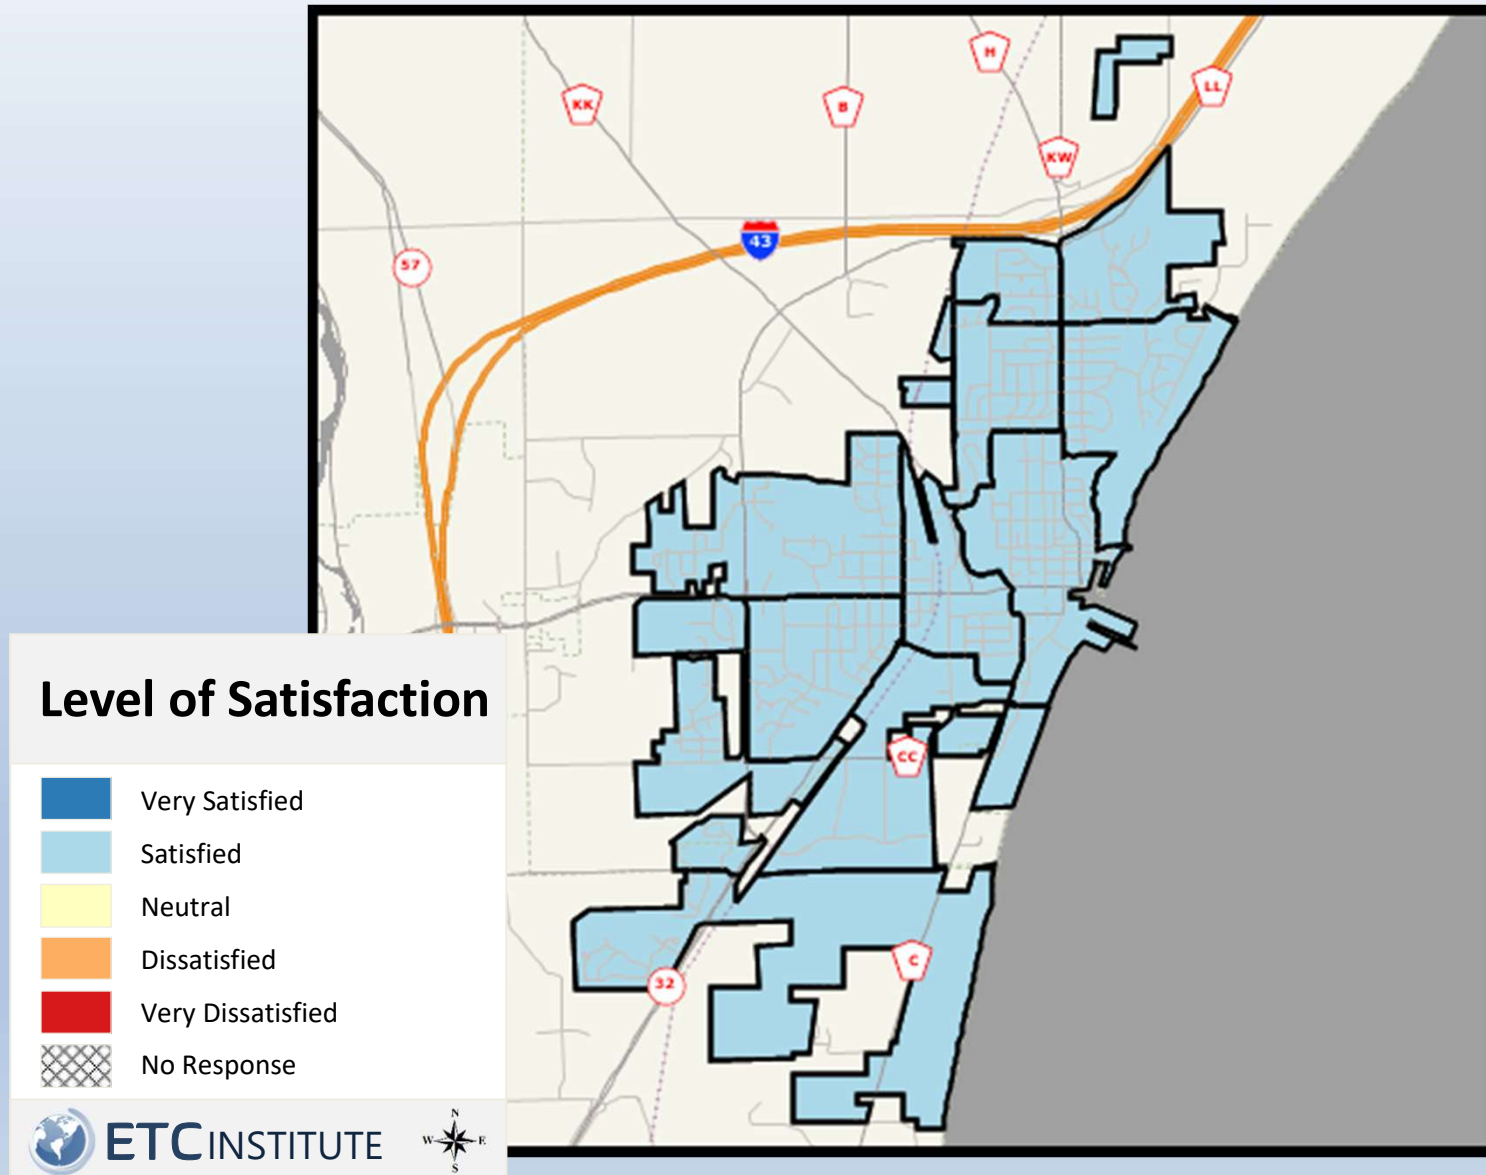 H
LL
KK
B
KW
43
57
CC
C
32
Level of Satisfaction
Very Satisfied
Satisfied
Neutral
Dissatisfied
Very Dissatisfied
No Response
ETC INSTITUTE
N
W E
S